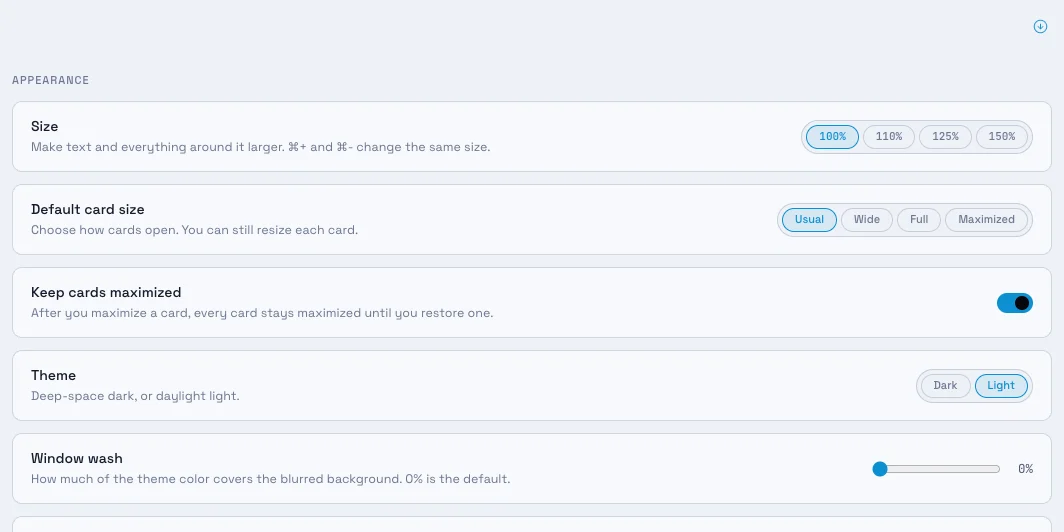 APPEARANCE
Size
Make text and everything around it larger. ⌘+ and ⌘- change the same size.
100% 110% 125% 150%
Default card size
Choose how cards open. You can still resize each card.
Usual Wide Full Maximized
Keep cards maximized
After you maximize a card, every card stays maximized until you restore one.
Theme
Deep-space dark, or daylight light.
Dark Light
Window wash
How much of the theme color covers the blurred background. 0% is the default.
0%